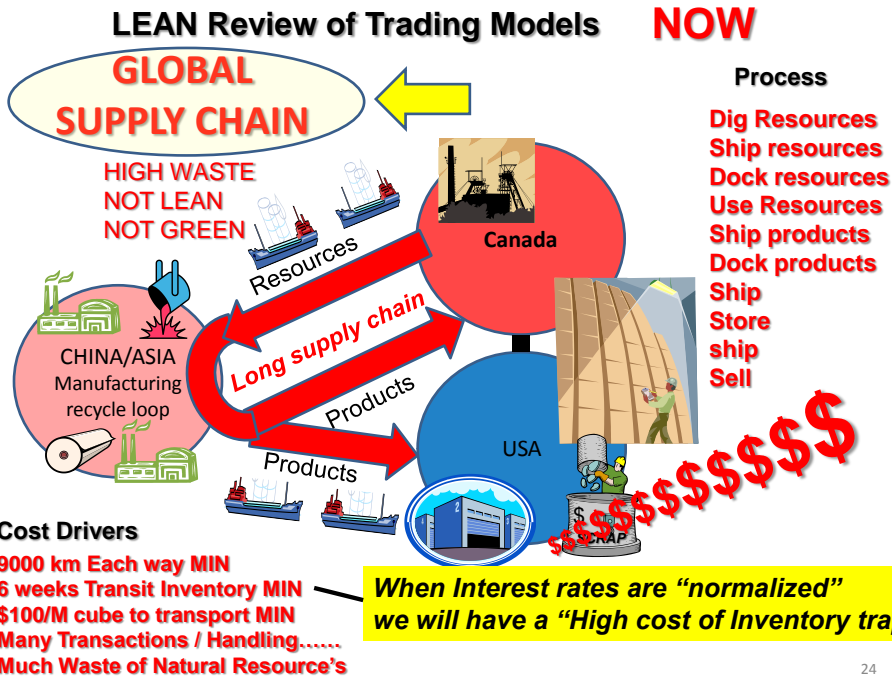 LEAN Review of Trading Models
NOW
GLOBAL
SUPPLY CHAIN
HIGH WASTE
NOT LEAN
NOT GREEN
Process
Dig Resources
Ship resources
Dock resources
Use Resources
Ship products
Dock products
Ship
Store
ship
Sell
Canada
Resources
Long supply chain
Products
CHINA/ASIA
Manufacturing
recycle loop
Products
USA
1
2
3
$
SCRAP
$$$$$$$$$$$
Cost Drivers
9000 km Each way MIN
6 weeks Transit Inventory MIN
$100/M cube to transport MIN
Many Transactions / Handling……
Much Waste of Natural Resource’s
When Interest rates are “normalized”
we will have a “High cost of Inventory
24